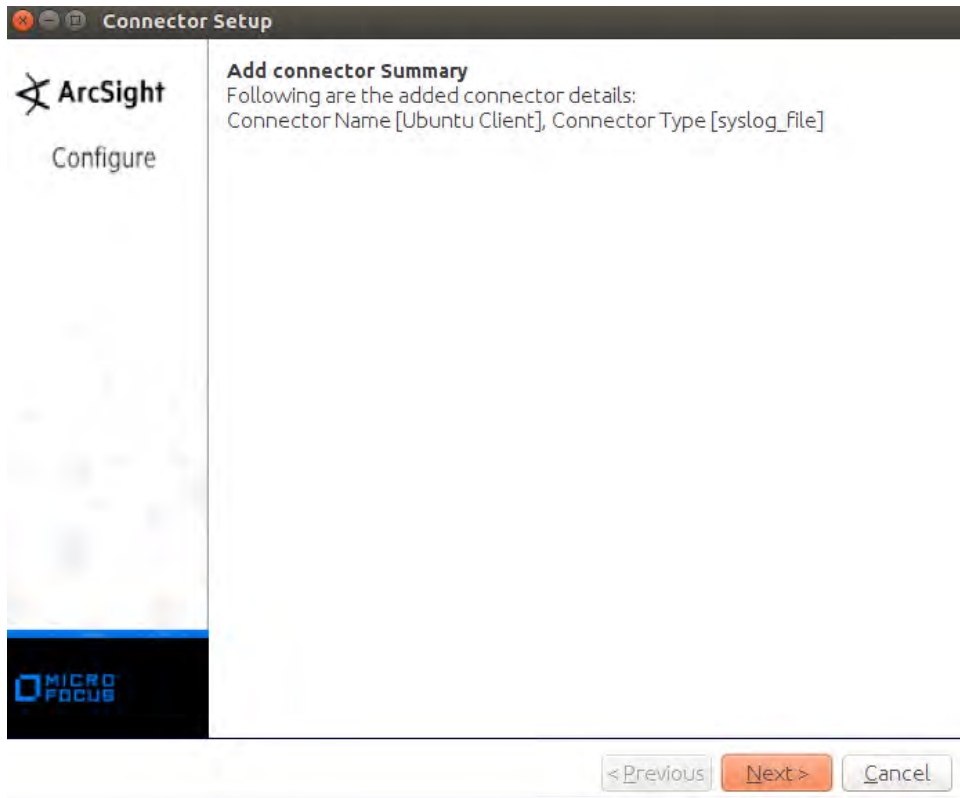 Connector Setup
ArcSight
Configure
Add connector Summary
Following are the added connector details:
Connector Name [Ubuntu Client], Connector Type [syslog_file]
MICRO
FOCUS
< Previous
Next >
Cancel